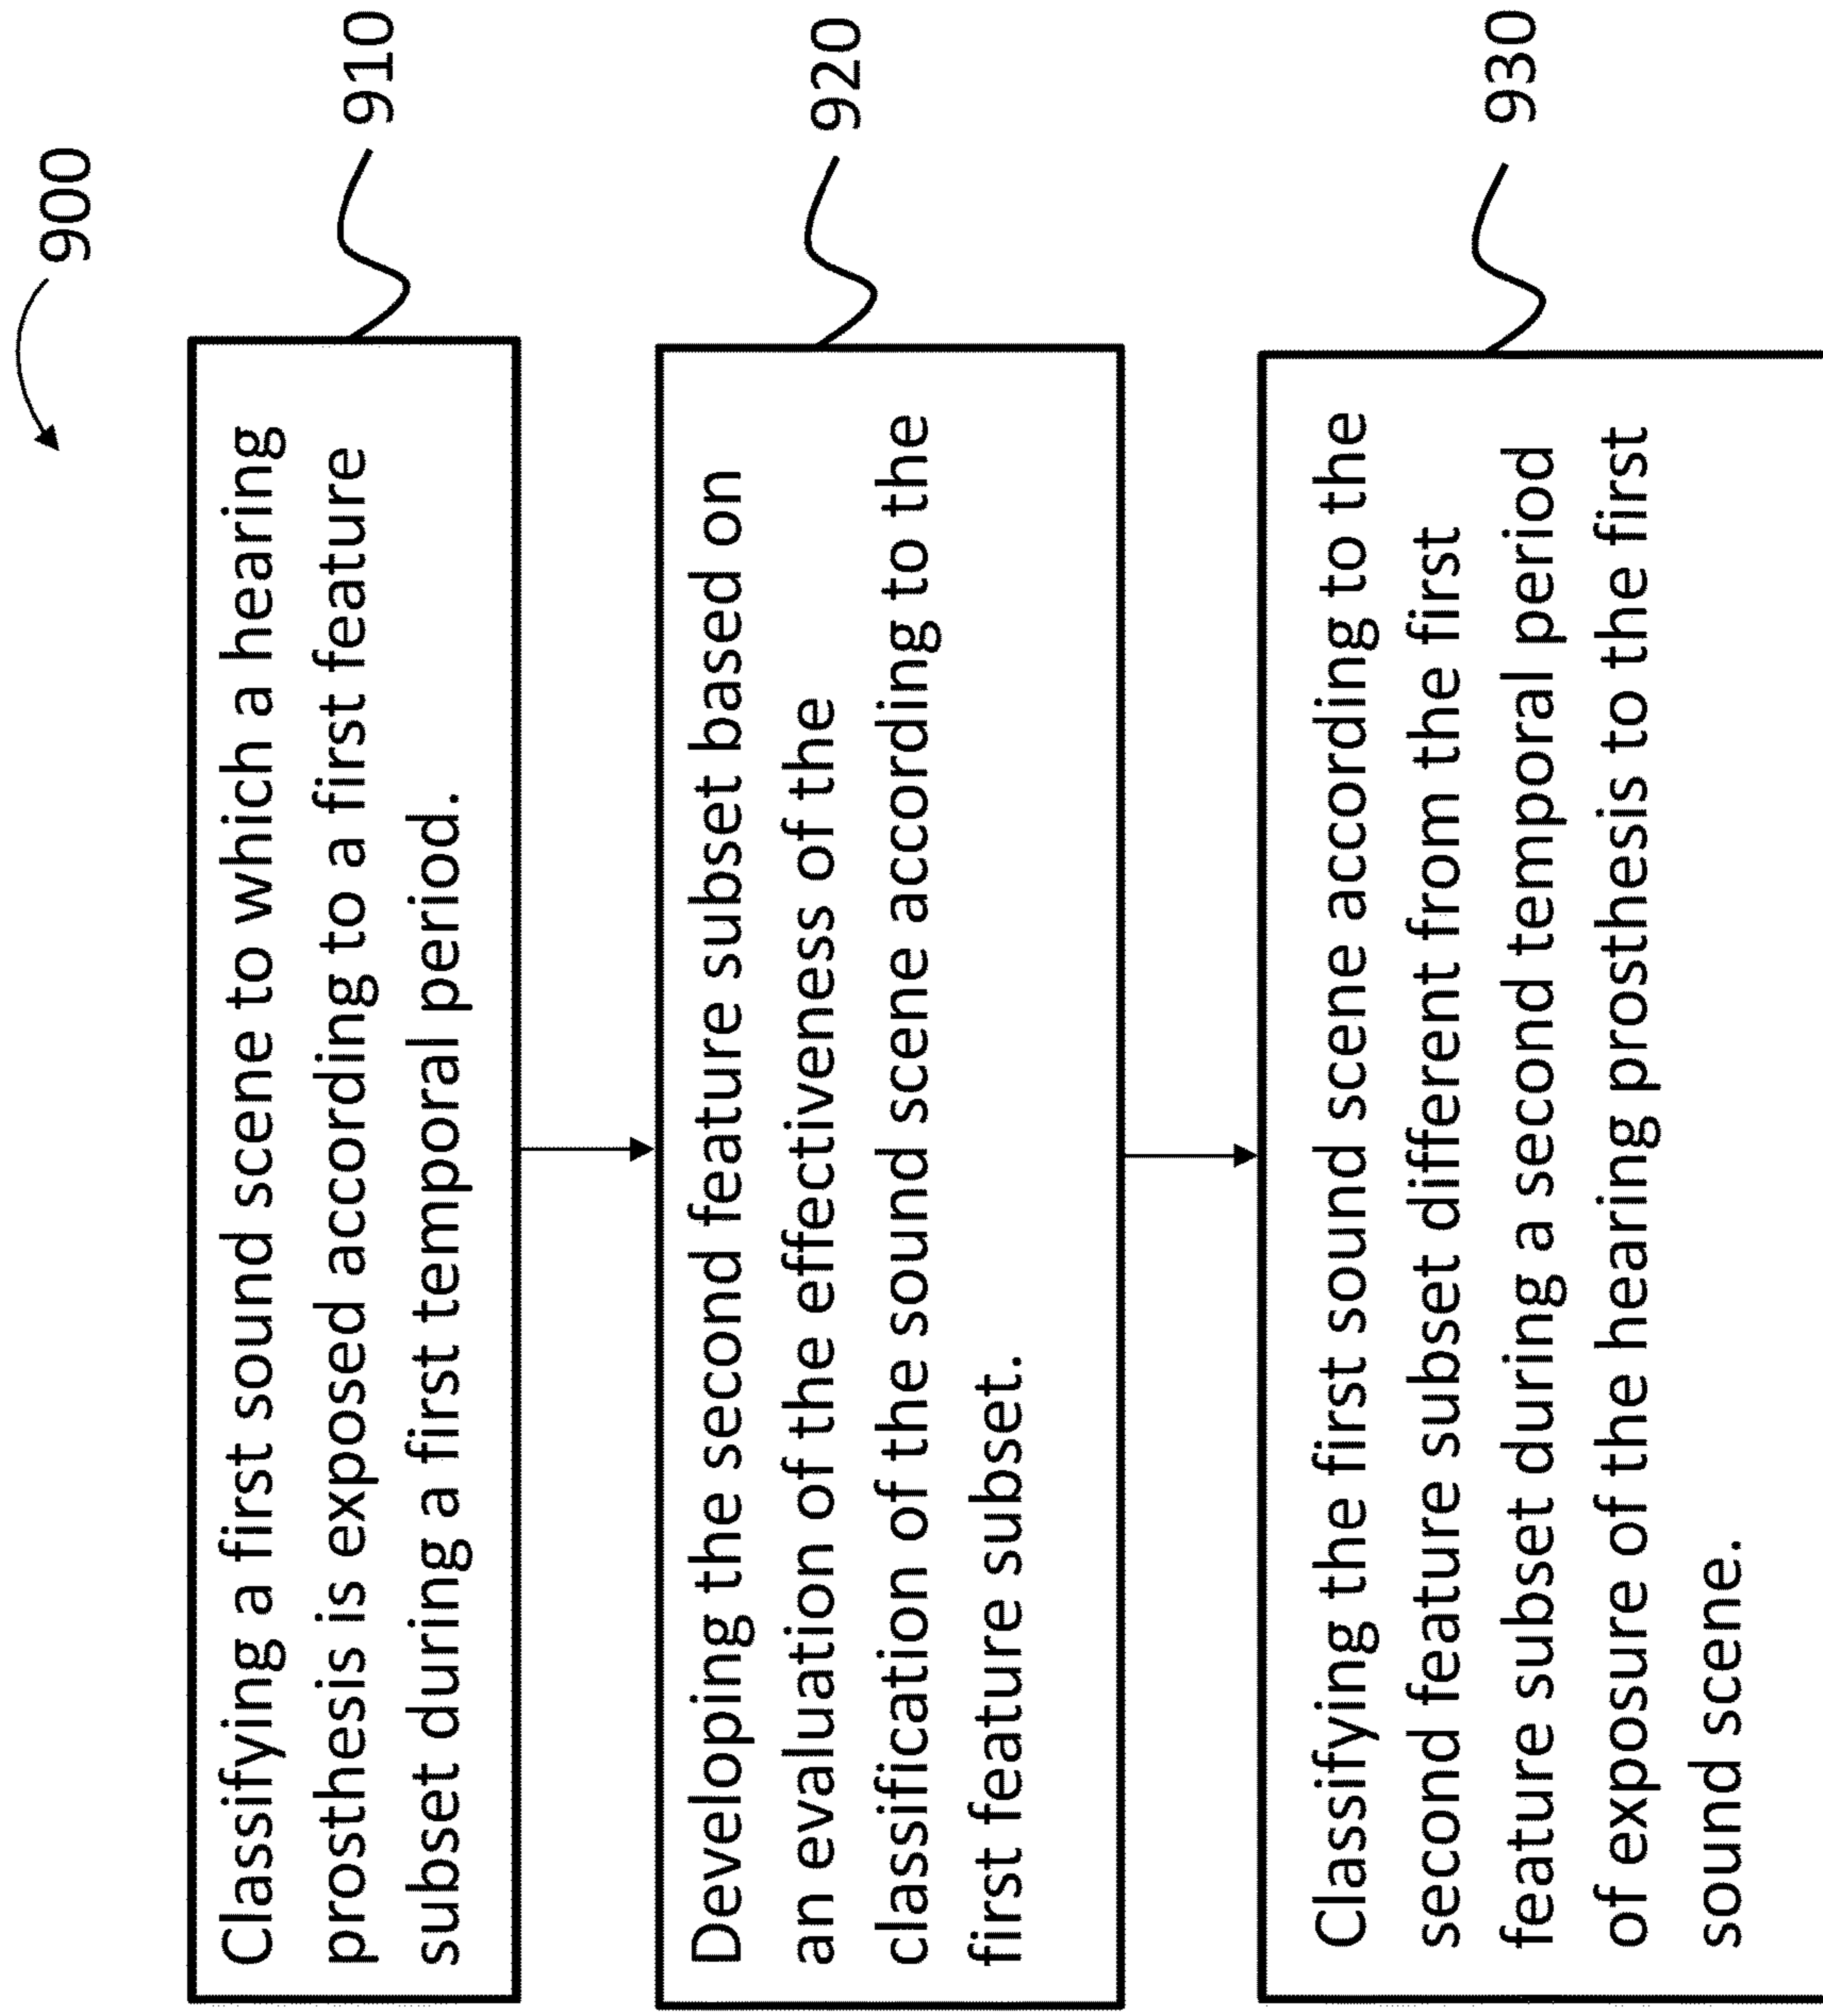 900
Classifying a first sound scene to which a hearing
prosthesis is exposed according to a first feature
subset during a first temporal period.
910
Developing the second feature subset based on
an evaluation of the effectiveness of the
classification of the sound scene according to the
first feature subset.
920
Classifying the first sound scene according to the
second feature subset different from the first
feature subset during a second temporal period
of exposure of the hearing prosthesis to the first
sound scene.
930